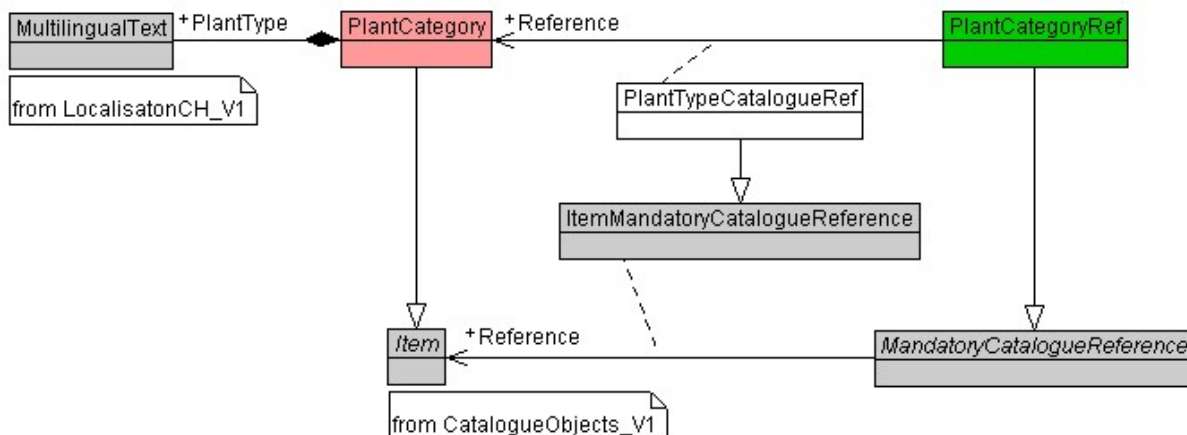 MultilingualText
+PlantType
PlantCategory
+Reference
PlantCategoryRef
from LocalisatonCH_V1
PlantTypeCatalogueRef
ItemMandatoryCatalogueReference
Item
+Reference
MandatoryCatalogueReference
from CatalogueObjects_V1